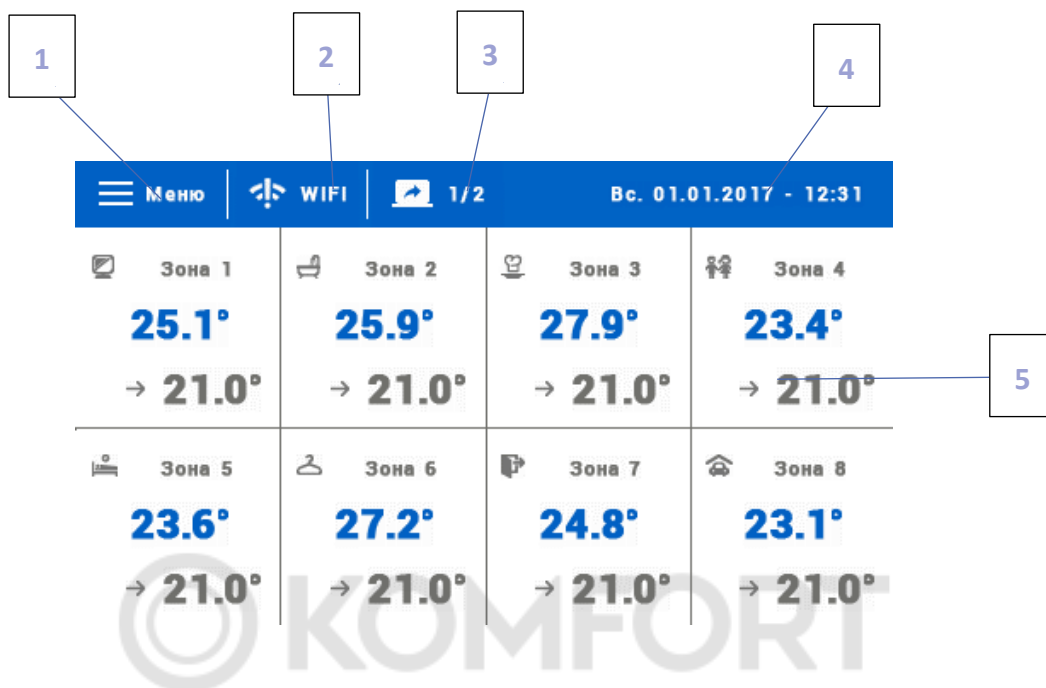 1
2
3
4
Меню WIFI 1/2 Вс. 01.01.2017 - 12:31
Зона 1 Зона 2 Зона 3 Зона 4
25.1° 25.9° 27.9° 23.4°
→ 21.0° → 21.0° → 21.0° → 21.0°
5
Зона 5 Зона 6 Зона 7 Зона 8
23.6° 27.2° 24.8° 23.1°
→ 21.0° → 21.0° → 21.0° → 21.0°
KOMFORT